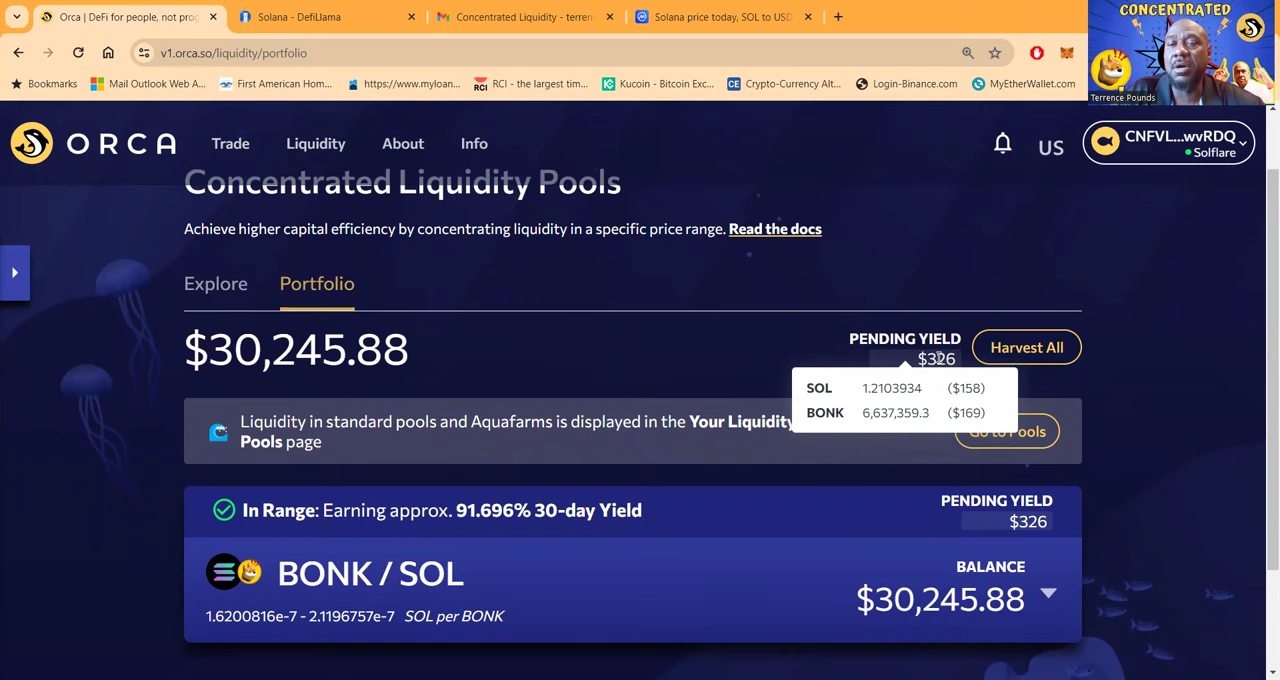 Orca | DeFi for people, not prog
Solana - DefiLlama
Concentrated Liquidity - terren
Solana price today, SOL to USD
v1.orca.so/liquidity/portfolio
Bookmarks
Mail Outlook Web A...
First American Hom...
https://www.myloan...
RCI
RCI - the largest tim...
Kucoin - Bitcoin Exc...
CE
Crypto-Currency Alt...
Login-Binance.com
MyEtherWallet.com
CONCENTRATED
Terrence Pounds
ORCA
Trade
Liquidity
About
Info
US
CNFVL...wvRDQ
Solflare
Concentrated Liquidity Pools
Achieve higher capital efficiency by concentrating liquidity in a specific price range. Read the docs
Explore
Portfolio
$30,245.88
PENDING YIELD
$326
Harvest All
SOL 1.2103934 ($158)
BONK 6,637,359.3 ($169)
Liquidity in standard pools and Aquafarms is displayed in the Your Liquidity
Pools page
Go to Pools
In Range: Earning approx. 91.696% 30-day Yield
PENDING YIELD
$326
BONK / SOL
BALANCE
$30,245.88
1.6200816e-7 - 2.1196757e-7 SOL per BONK